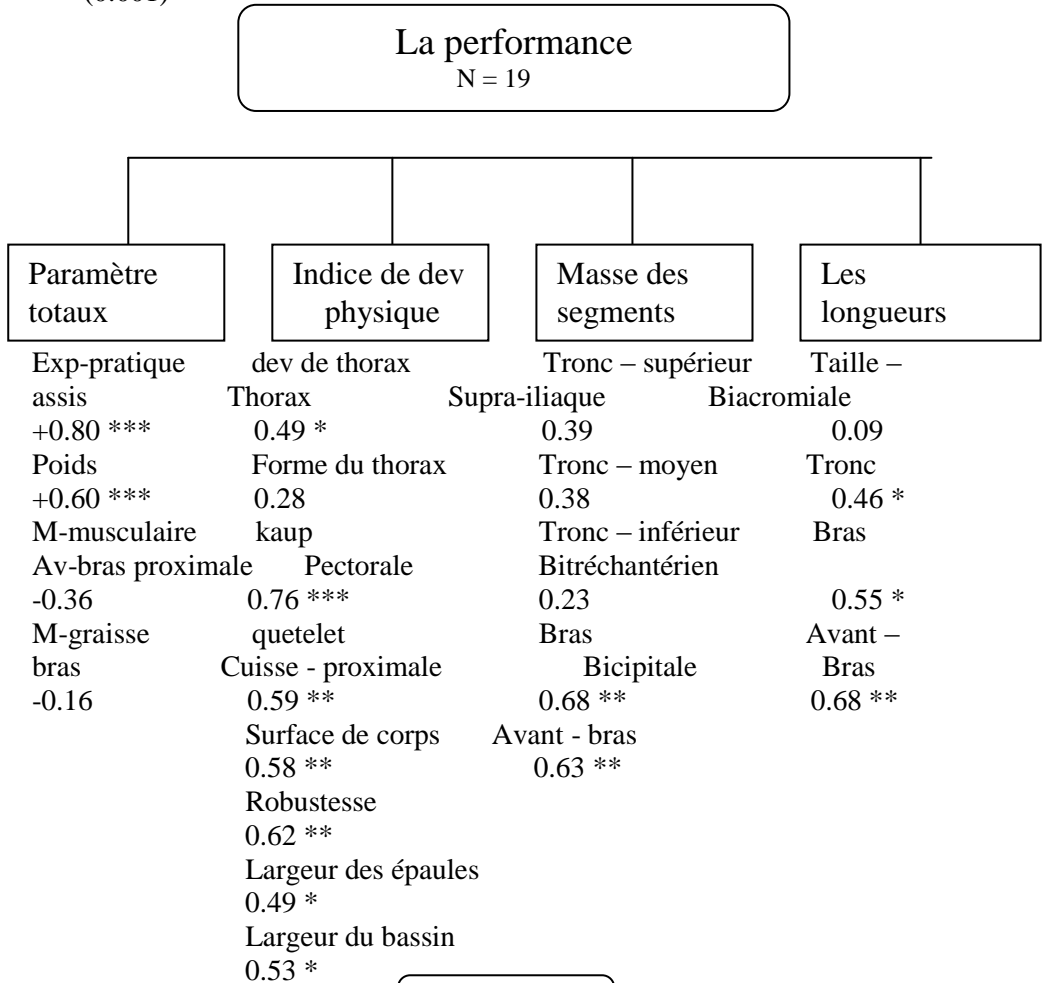 (0.001)
La performance
N = 19
Paramètre totaux
Indice de dev physique
Masse des segments
Les longueurs
Exp-pratique dev de thorax Tronc – supérieur Taille –
assis Thorax Supra-iliaque Biacromiale
+0.80 *** 0.49 * 0.39 0.09
Poids Forme du thorax Tronc – moyen Tronc
+0.60 *** 0.28 0.38 0.46 *
M-musculaire kaup Tronc – inférieur Bras
Av-bras proximale Pectorale Bitréchantérien
-0.36 0.76 *** 0.23 0.55 *
M-graisse quetelet Bras Avant –
bras Cuisse - proximale Bicipitale Bras
-0.16 0.59 ** 0.68 ** 0.68 **
Surface de corps Avant - bras
0.58 ** 0.63 **
Robustesse
0.62 **
Largeur des épaules
0.49 *
Largeur du bassin
0.53 *